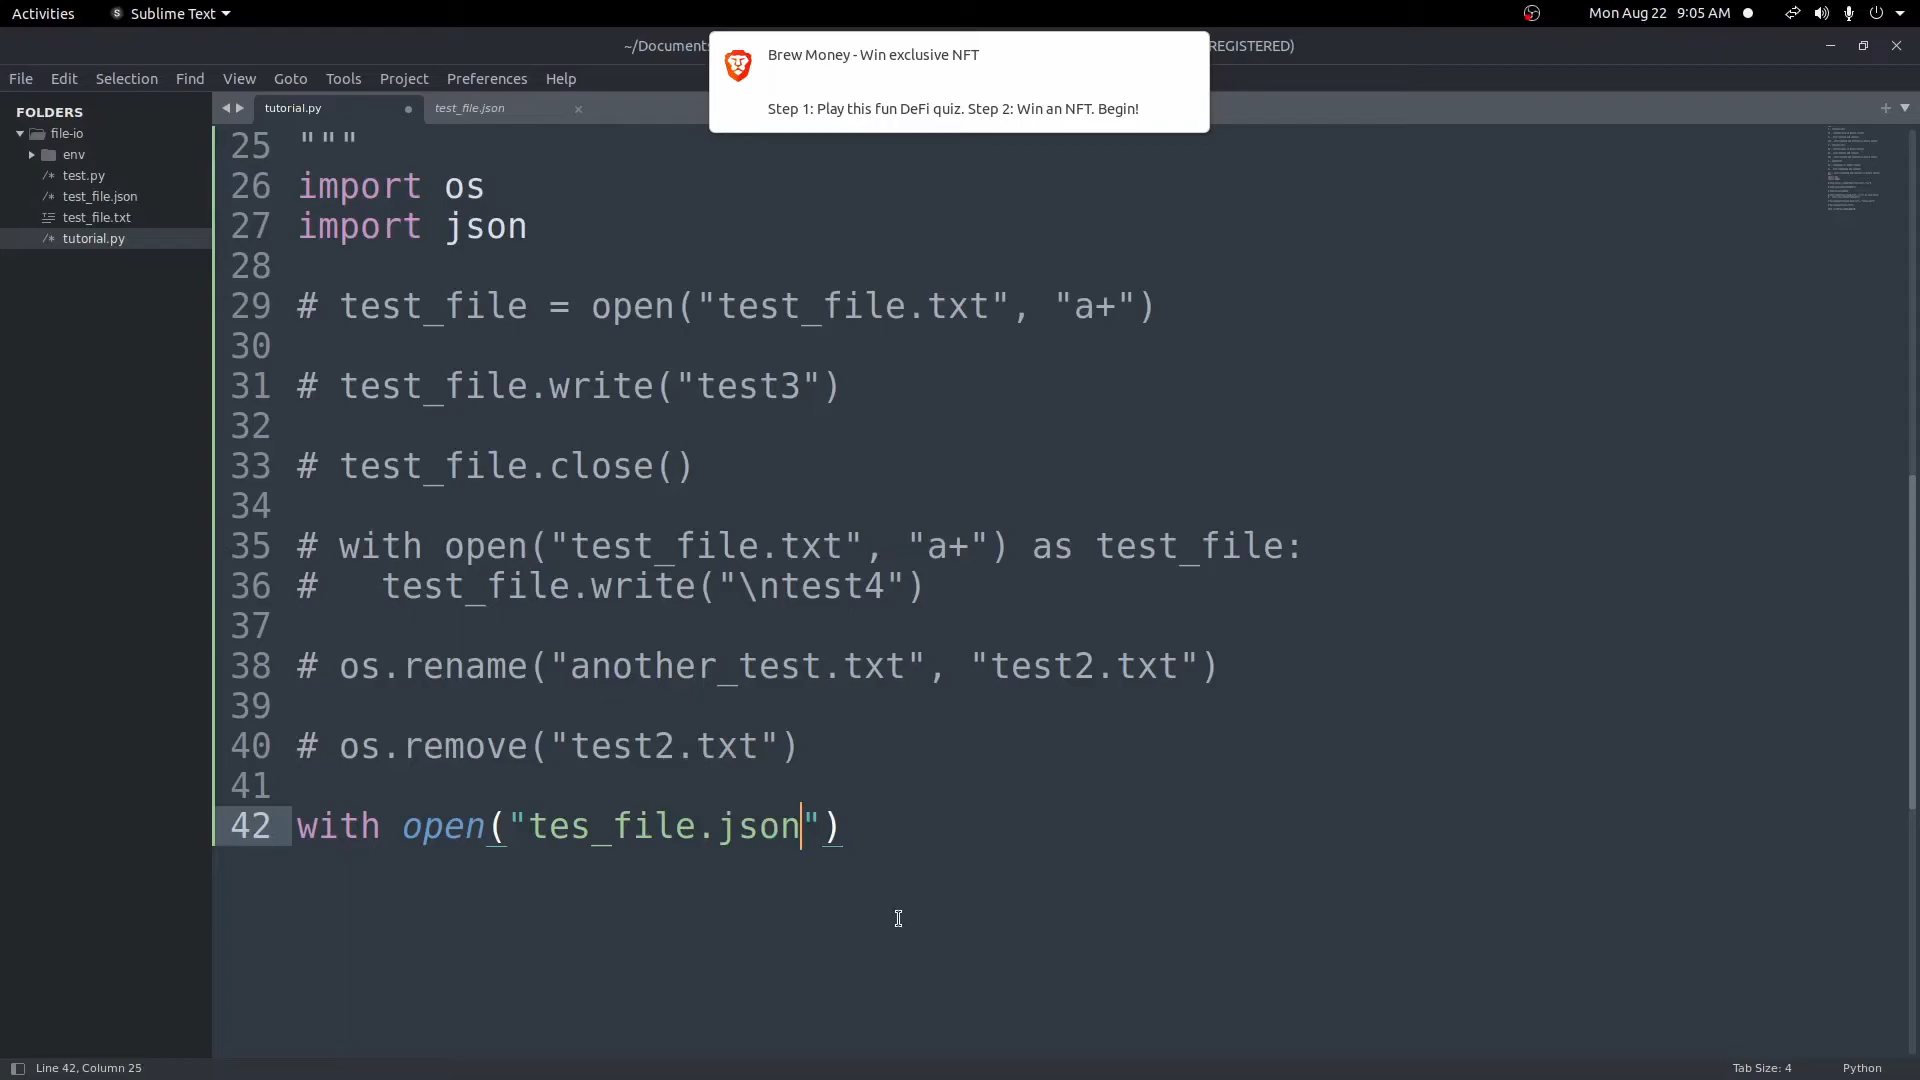 Activities
Sublime Text
Mon Aug 22 9:05 AM
~/Document
REGISTERED)
Brew Money - Win exclusive NFT
Step 1: Play this fun DeFi quiz. Step 2: Win an NFT. Begin!
File Edit Selection Find View Goto Tools Project Preferences Help
FOLDERS
file-io
env
test.py
test_file.json
test_file.txt
tutorial.py
tutorial.py
test_file.json
25 """
26 import os
27 import json
28
29 # test_file = open("test_file.txt", "a+")
30
31 # test_file.write("test3")
32
33 # test_file.close()
34
35 # with open("test_file.txt", "a+") as test_file:
36 #   test_file.write("\ntest4")
37
38 # os.rename("another_test.txt", "test2.txt")
39
40 # os.remove("test2.txt")
41
42 with open("tes_file.json")
Line 42, Column 25
Tab Size: 4
Python